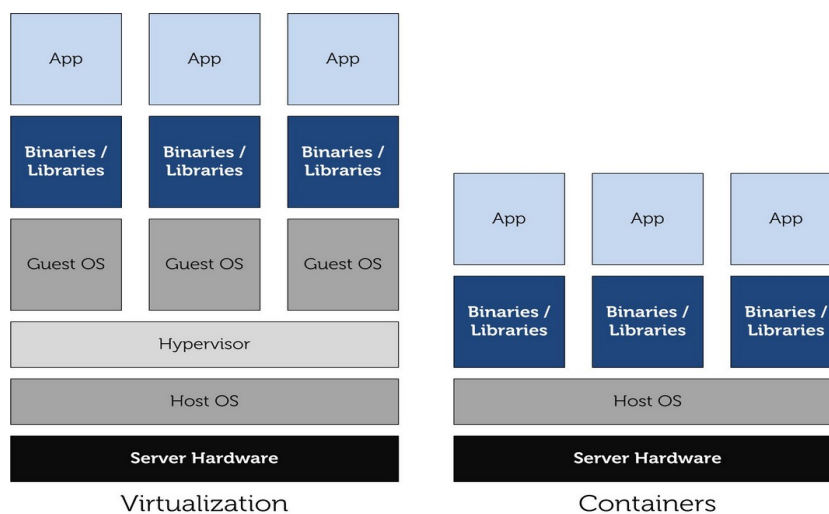 App
App
App
Binaries /
Libraries
Binaries /
Libraries
Binaries /
Libraries
Guest OS
Guest OS
Guest OS
Hypervisor
Host OS
Server Hardware
Virtualization
App
App
App
Binaries /
Libraries
Binaries /
Libraries
Binaries /
Libraries
Host OS
Server Hardware
Containers